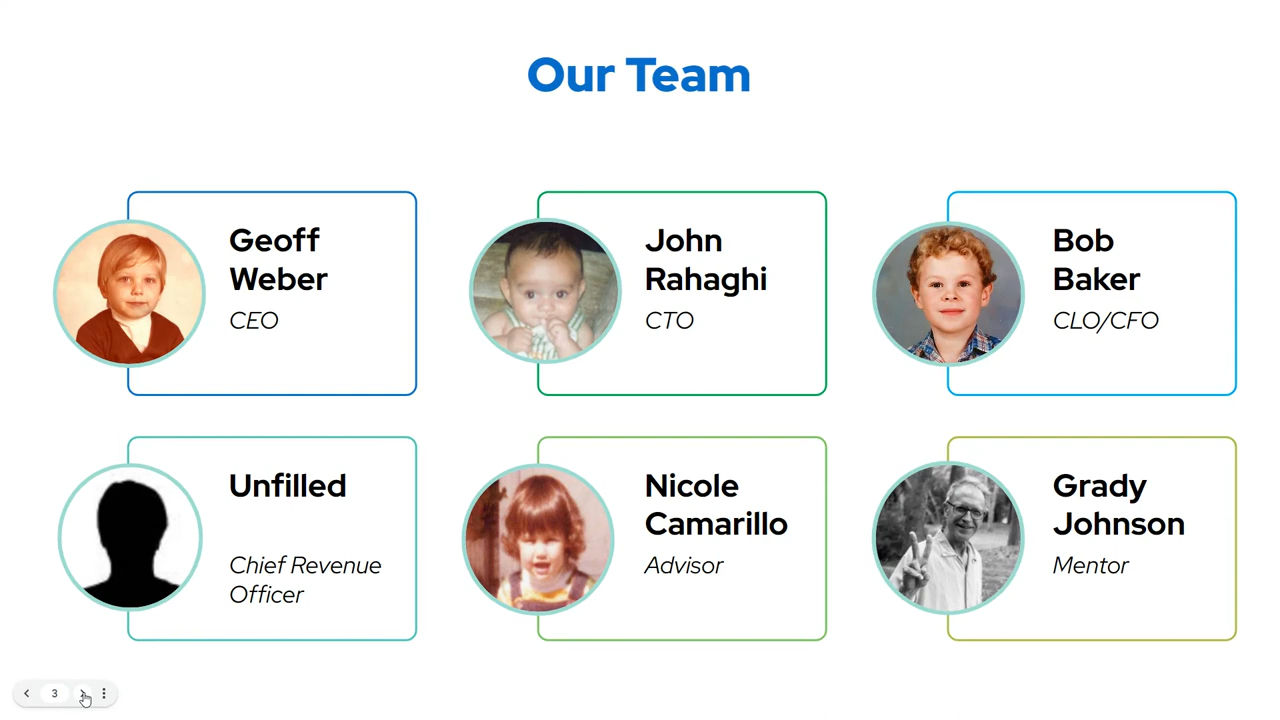 Our Team
Geoff
Weber
CEO
John
Rahaghi
CTO
Bob
Baker
CLO/CFO
Unfilled
Chief Revenue
Officer
Nicole
Camarillo
Advisor
Grady
Johnson
Mentor
3